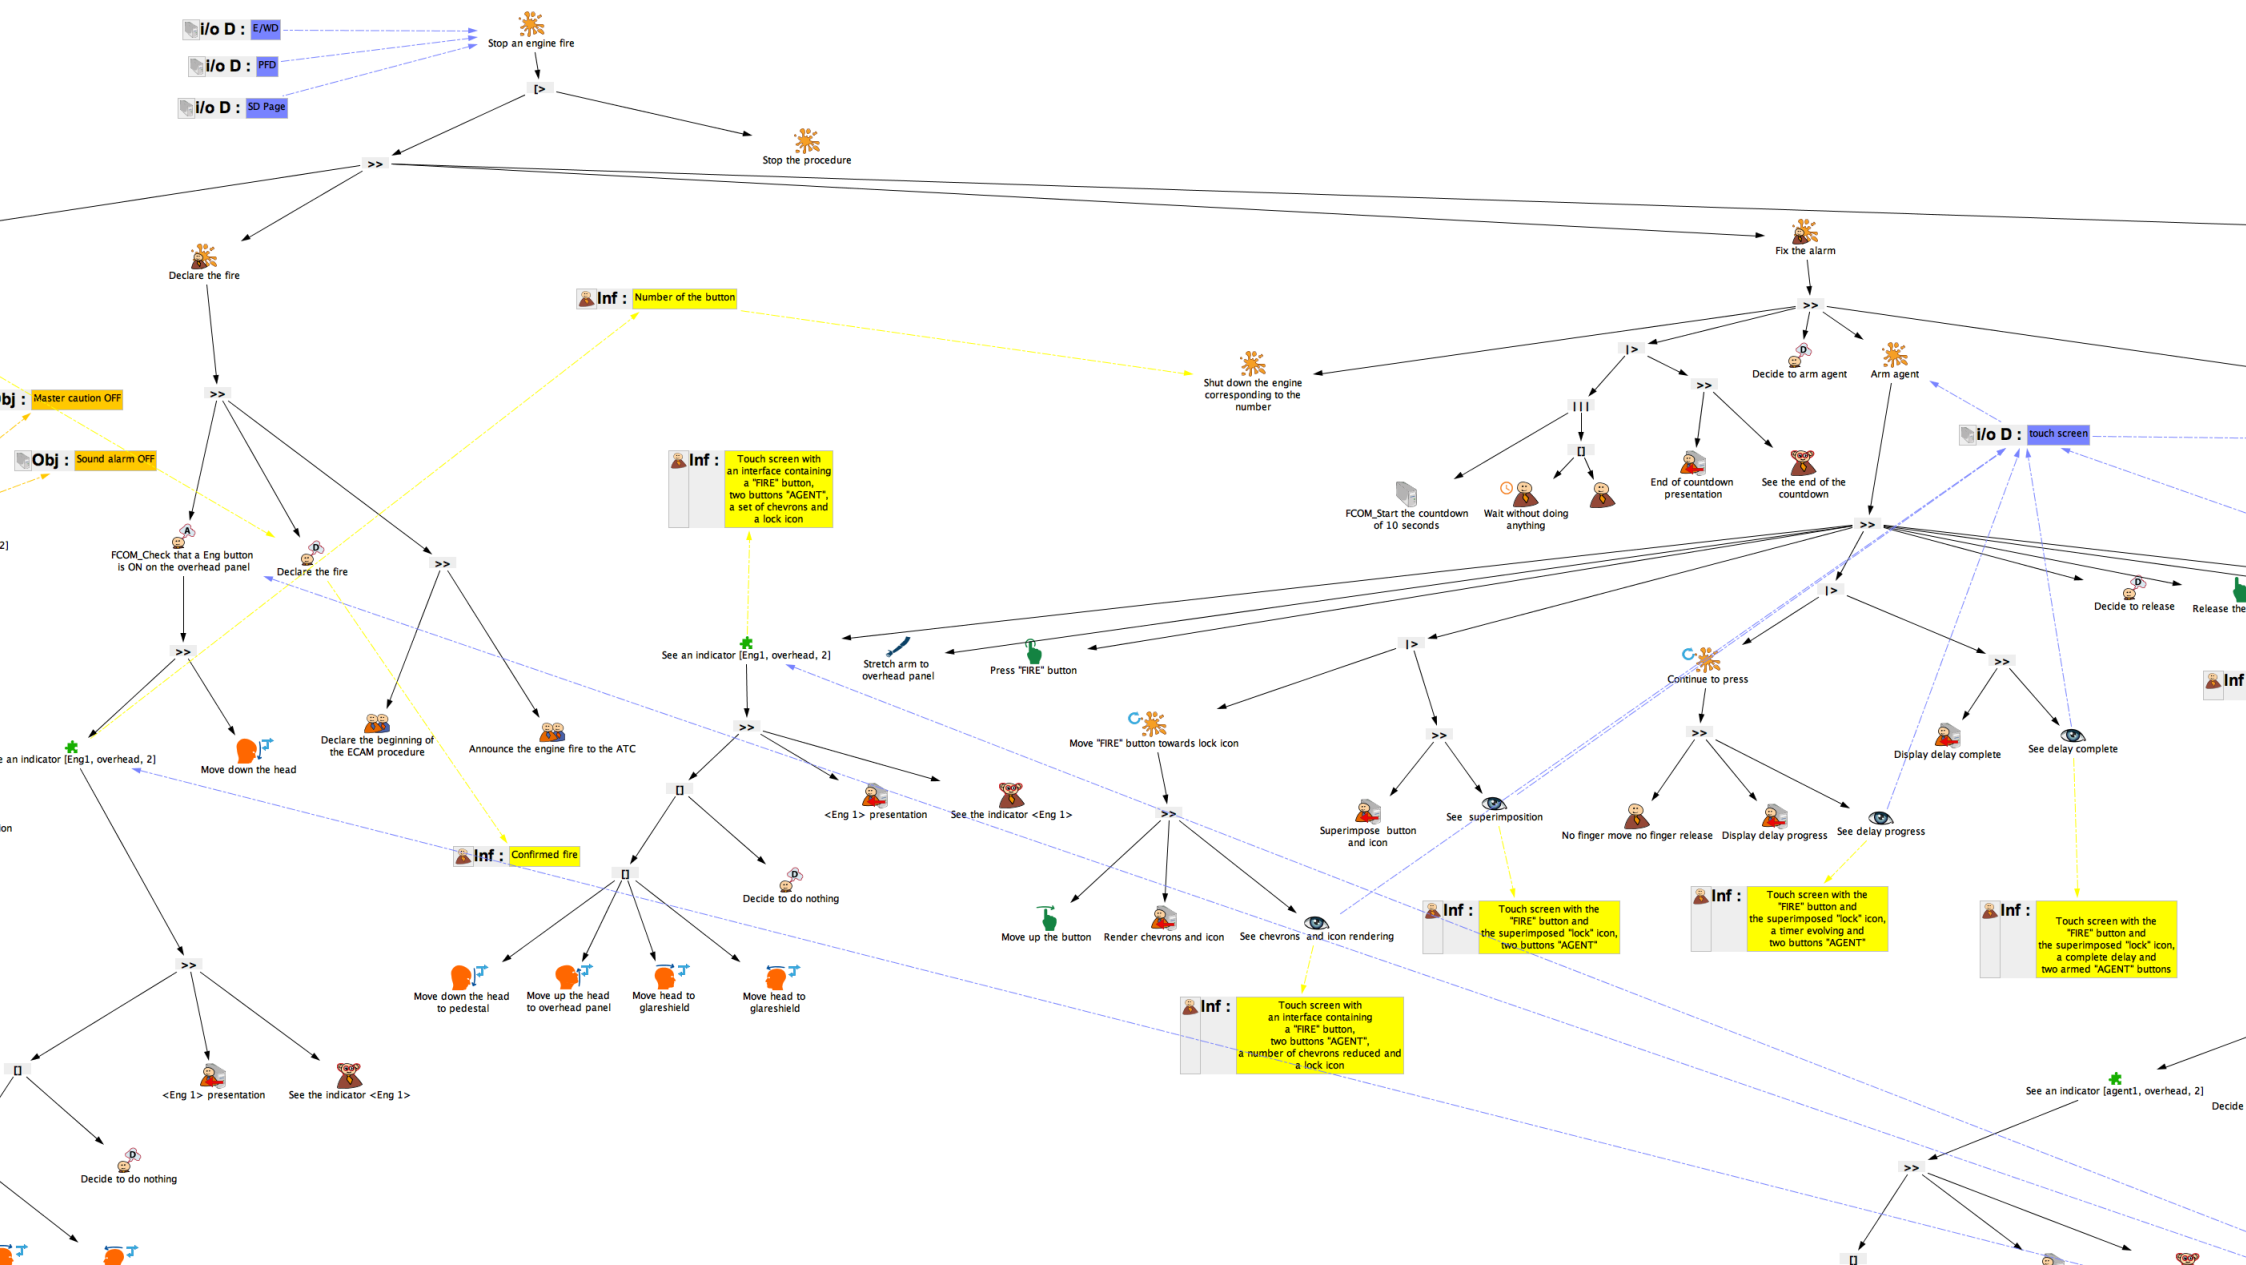 i/o D : E/WD
i/o D : PFD
i/o D : SD Page
Stop an engine fire
[>
Stop the procedure
>>
Declare the fire
Fix the alarm
Inf : Number of the button
>>
Shut down the engine
corresponding to the
number
|>
Decide to arm agent
Arm agent
>>
bj : Master caution OFF
Obj : Sound alarm OFF
>>
|||
[]
i/o D : touch screen
Inf : Touch screen with
an interface containing
a "FIRE" button,
two buttons "AGENT",
a set of chevrons and
a lock icon
FCOM_Start the countdown
of 10 seconds
Wait without doing
anything
End of countdown
presentation
See the end of the
countdown
>>
2]
A
FCOM_Check that a Eng button
is ON on the overhead panel
D
Declare the fire
>>
>>
|>
D
Decide to release
Release the
See an indicator [Eng1, overhead, 2]
Stretch arm to
overhead panel
Press "FIRE" button
|>
Continue to press
>>
Inf
e an indicator [Eng1, overhead, 2]
Move down the head
Declare the beginning of
the ECAM procedure
Announce the engine fire to the ATC
>>
Move "FIRE" button towards lock icon
>>
>>
Display delay complete
See delay complete
[]
<Eng 1> presentation
See the indicator <Eng 1>
>>
Superimpose button
and icon
See superimposition
No finger move no finger release
Display delay progress
See delay progress
on
Inf : Confirmed fire
[]
D
Decide to do nothing
Move up the button
Render chevrons and icon
See chevrons and icon rendering
Inf : Touch screen with the
"FIRE" button and
the superimposed "lock" icon,
two buttons "AGENT"
Inf : Touch screen with the
"FIRE" button and
the superimposed "lock" icon,
a timer evolving and
two buttons "AGENT"
Inf : Touch screen with the
"FIRE" button and
the superimposed "lock" icon,
a complete delay and
two armed "AGENT" buttons
>>
Move down the head
to pedestal
Move up the head
to overhead panel
Move head to
glareshield
Move head to
glareshield
Inf : Touch screen with
an interface containing
a "FIRE" button,
two buttons "AGENT",
a number of chevrons reduced and
a lock icon
[]
<Eng 1> presentation
See the indicator <Eng 1>
See an indicator [agent1, overhead, 2]
Decide
D
Decide to do nothing
>>
[]